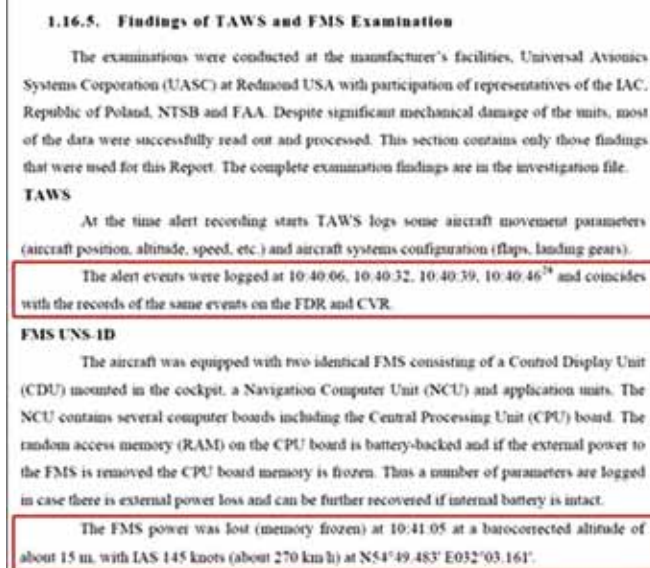 1.16.5. Findings of TAWS and FMS Examination
The examinations were conducted at the manufacturer's facilities, Universal Avionics
Systems Corporation (UASC) at Redmond USA with participation of representatives of the IAC,
Republic of Poland, NTSB and FAA. Despite significant mechanical damage of the units, most
of the data were successfully read out and processed. This section contains only those findings
that were used for this Report. The complete examination findings are in the investigation file.
TAWS
At the time alert recording starts TAWS logs some aircraft movement parameters
(aircraft position, altitude, speed, etc.) and aircraft systems configuration (flaps, landing gears).
The alert events were logged at 10:40:06, 10:40:32, 10:40:39, 10:40:46 and coincides
with the records of the same events on the FDR and CVR.
FMS UNS-1D
The aircraft was equipped with two identical FMS consisting of a Control Display Unit
(CDU) mounted in the cockpit, a Navigation Computer Unit (NCU) and application units. The
NCU contains several computer boards including the Central Processing Unit (CPU) board. The
random access memory (RAM) on the CPU board is battery-backed and if the external power to
the FMS is removed the CPU board memory is frozen. Thus a number of parameters are logged
in case there is external power loss and can be further recovered if internal battery is intact.
The FMS power was lost (memory frozen) at 10:41:05 at a barocorrected altitude of
about 15 m, with IAS 145 knots (about 270 km/h) at N54°49.483' E032°03.161'.